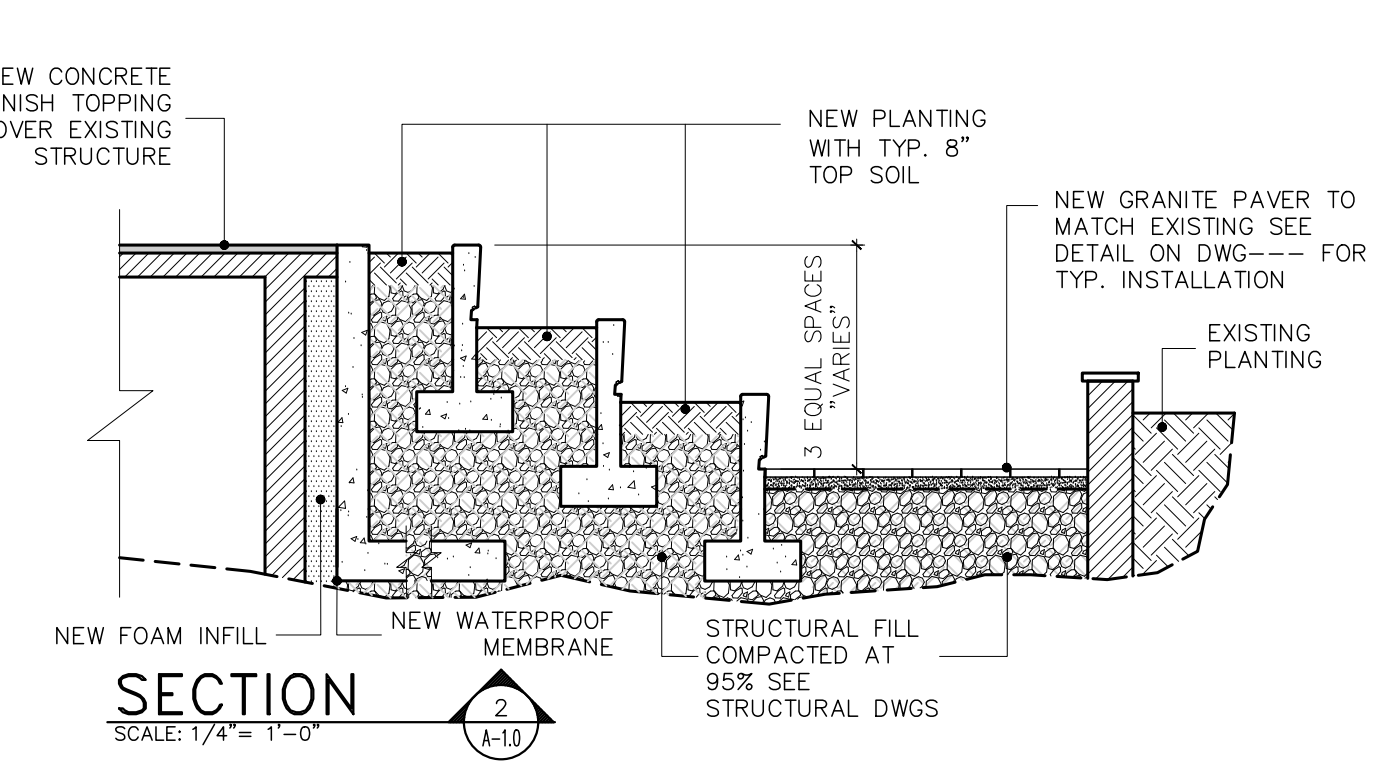 EW CONCRETE
NISH TOPPING
OVER EXISTING
STRUCTURE
NEW PLANTING
WITH TYP. 8"
TOP SOIL
NEW GRANITE PAVER TO
MATCH EXISTING SEE
DETAIL ON DWG--- FOR
TYP. INSTALLATION
3 EQUAL SPACES
"VARIES"
EXISTING
PLANTING
NEW FOAM INFILL
NEW WATERPROOF
MEMBRANE
STRUCTURAL FILL
COMPACTED AT
95% SEE
STRUCTURAL DWGS
SECTION
SCALE: 1/4"= 1'-0"
2
A-1.0